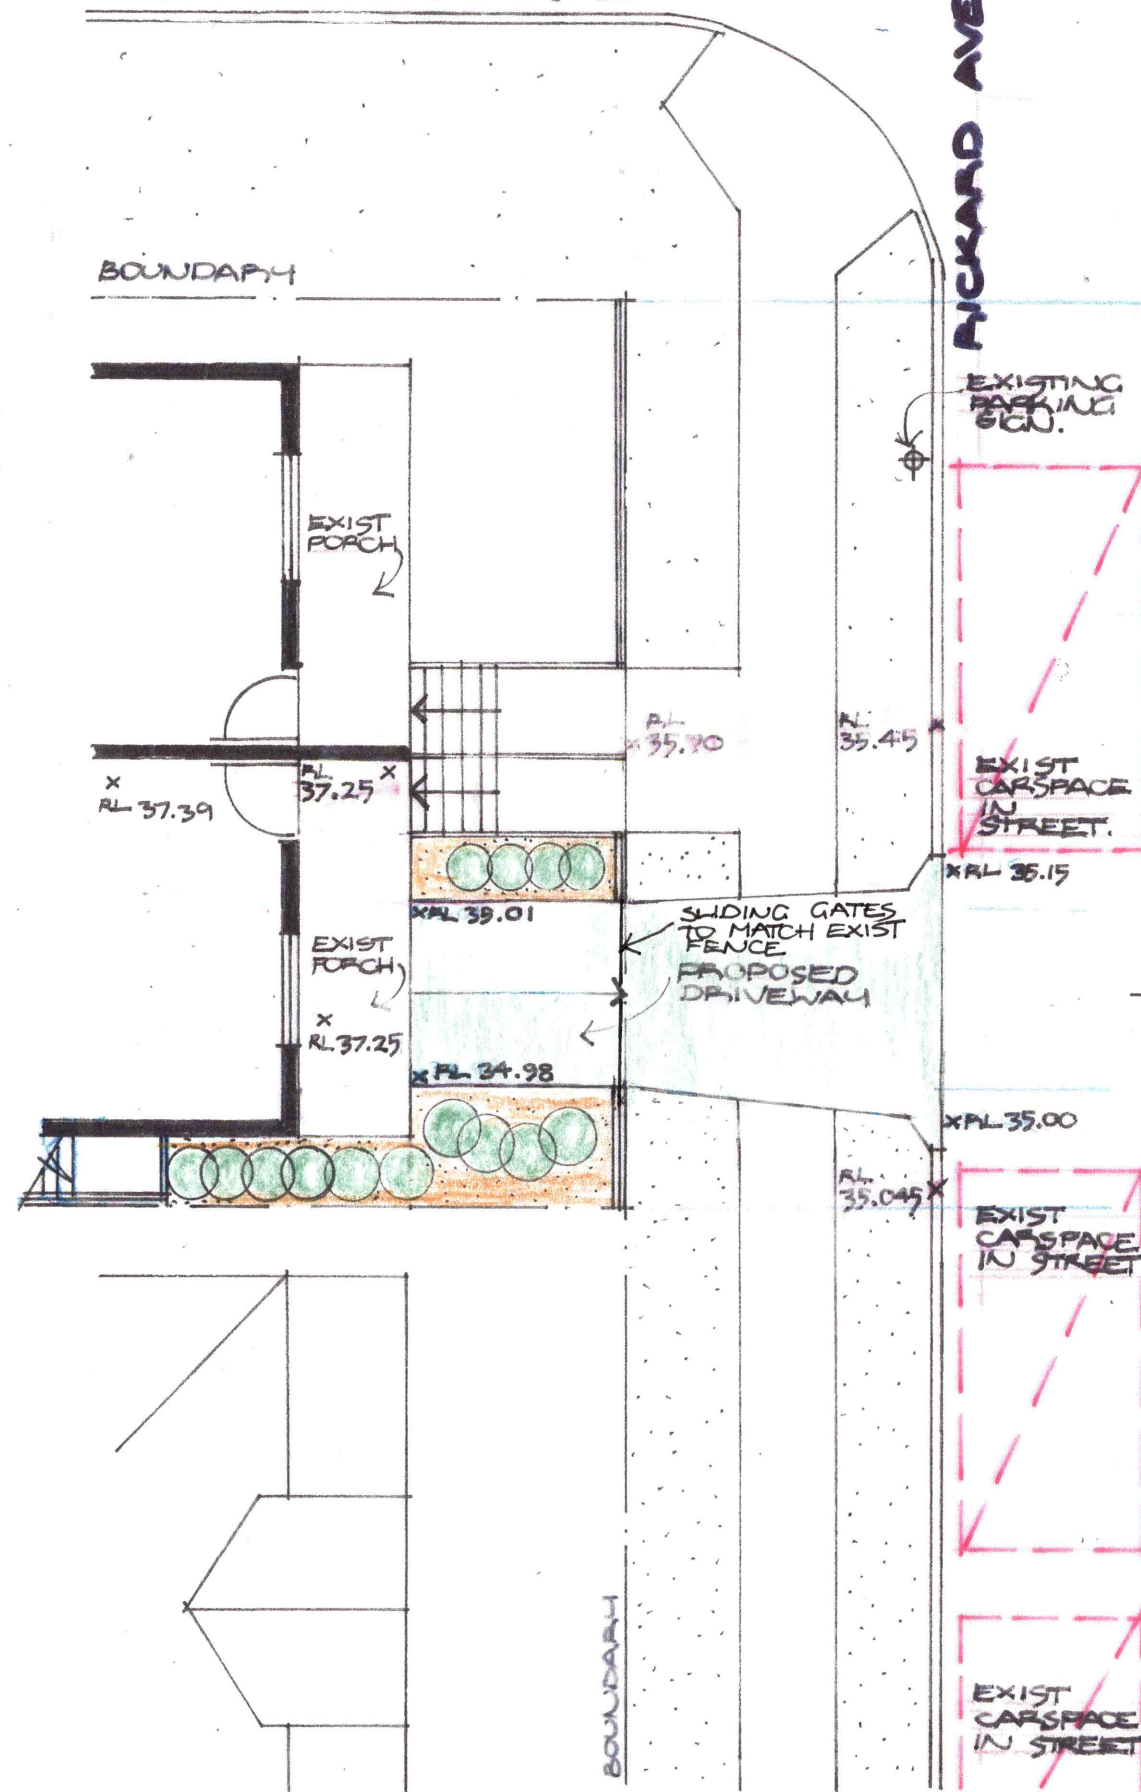 RICKARD AVE
BOUNDARY
EXISTING
PARKING
SIGN.
EXIST
PORCH
RL
35.70
RL
35.45
RL
37.25
RL 37.39
EXIST
CARSPACE
IN
STREET.
RL 35.15
RL 35.01
SLIDING GATES
TO MATCH EXIST
FENCE
PROPOSED
DRIVEWAY
EXIST
PORCH
RL 37.25
RL 34.98
RL 35.00
RL
35.045
EXIST
CARSPACE
IN STREET
BOUNDARY
EXIST
CARSPACE
IN STREET